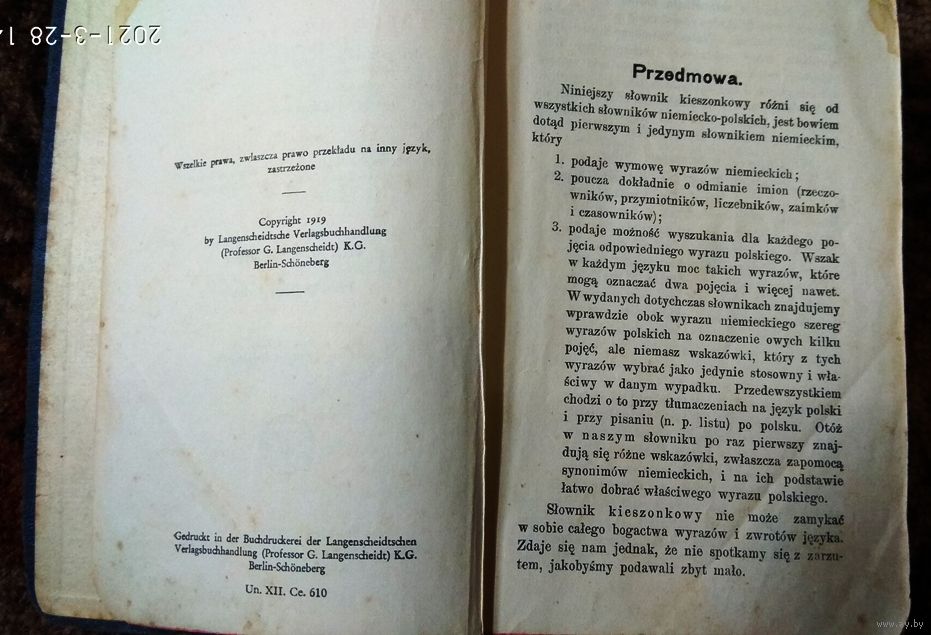 2021-3-28 14
Wszelkie prawa, zwłaszcza prawo przekładu na inny język,
zastrzeżone
Copyright 1919
by Langenscheidtsche Verlagsbuchhandlung
(Professor G. Langenscheidt) K.G.
Berlin-Schöneberg
Gedruckt in der Buchdruckerei der Langenscheidtschen
Verlagsbuchhandlung (Professor G. Langenscheidt) K.G.
Berlin-Schöneberg
Un. XII. Ce. 610
Przedmowa.
Niniejszy słownik kieszonkowy różni się od
wszystkich słowników niemiecko-polskich, jest bowiem
dotąd pierwszym i jedynym słownikiem niemieckim,
który
1. podaje wymowę wyrazów niemieckich;
2. poucza dokładnie o odmianie imion (rzeczo-
wników, przymiotników, liczebników, zaimków
i czasowników);
3. podaje możność wyszukania dla każdego po-
jęcia odpowiedniego wyrazu polskiego. Wszak
w każdym języku moc takich wyrazów, które
mogą oznaczać dwa pojęcia i więcej nawet.
W wydanych dotychczas słownikach znajdujemy
wprawdzie obok wyrazu niemieckiego szereg
wyrazów polskich na oznaczenie owych kilku
pojęć, ale niemasz wskazówki, który z tych
wyrazów wybrać jako jedynie stosowny i wła-
ściwy w danym wypadku. Przedewszystkiem
chodzi o to przy tłumaczeniach na język polski
i przy pisaniu (n. p. listu) po polsku. Otóż
w naszym słowniku po raz pierwszy znaj-
dują się różne wskazówki, zwłaszcza zapomocą
synonimów niemieckich, i na ich podstawie
łatwo dobrać właściwego wyrazu polskiego.
Słownik kieszonkowy nie może zamykać
w sobie całego bogactwa wyrazów i zwrotów języka.
Zdaje się nam jednak, że nie spotkamy się z zarzu-
tem, jakobyśmy podawali zbyt mało.
www.ay.by